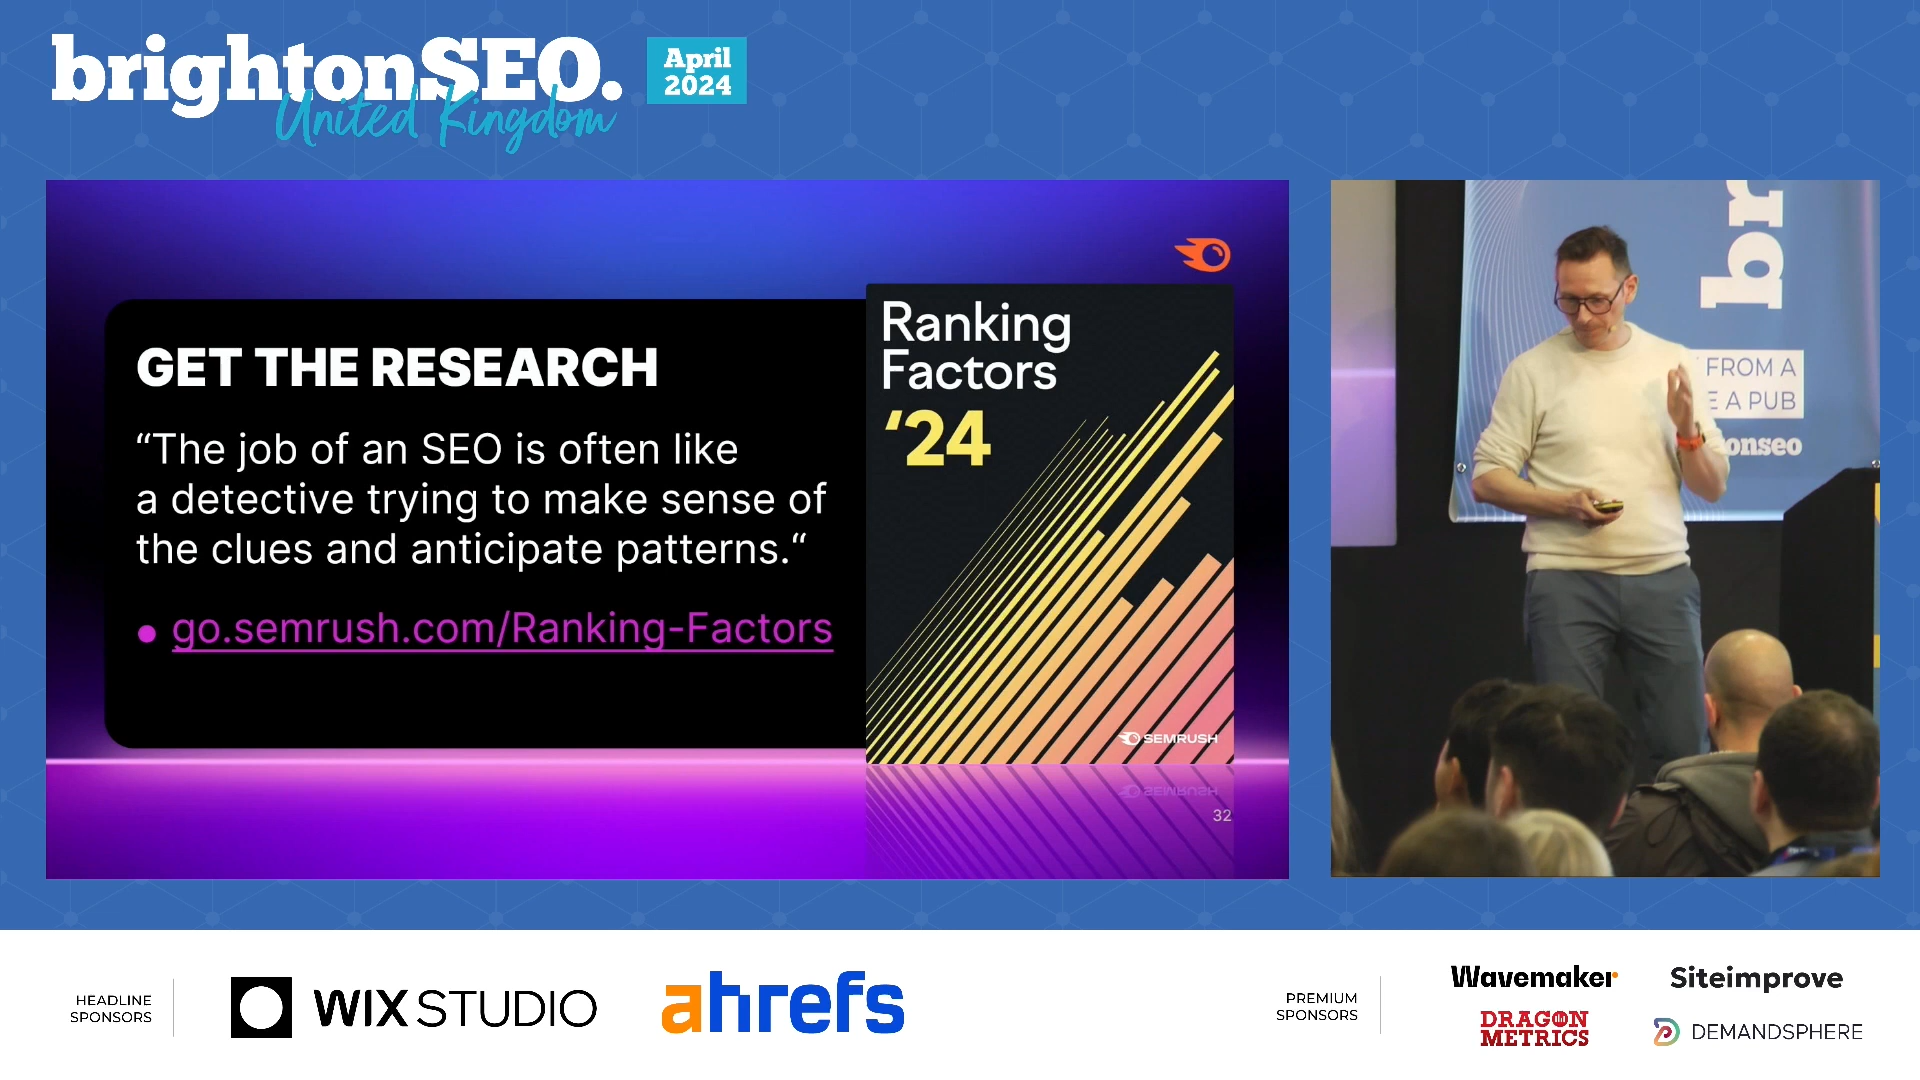 brightonSEO.
United Kingdom
April
2024
GET THE RESEARCH
“The job of an SEO is often like
a detective trying to make sense of
the clues and anticipate patterns.“
• go.semrush.com/Ranking-Factors
Ranking
Factors
‘24
SEMRUSH
32
br
FROM A
E A PUB
onseo
HEADLINE
SPONSORS
WIX STUDIO
ahrefs
PREMIUM
SPONSORS
Wavemaker
Siteimprove
DRAGON
METRICS
DEMANDSPHERE